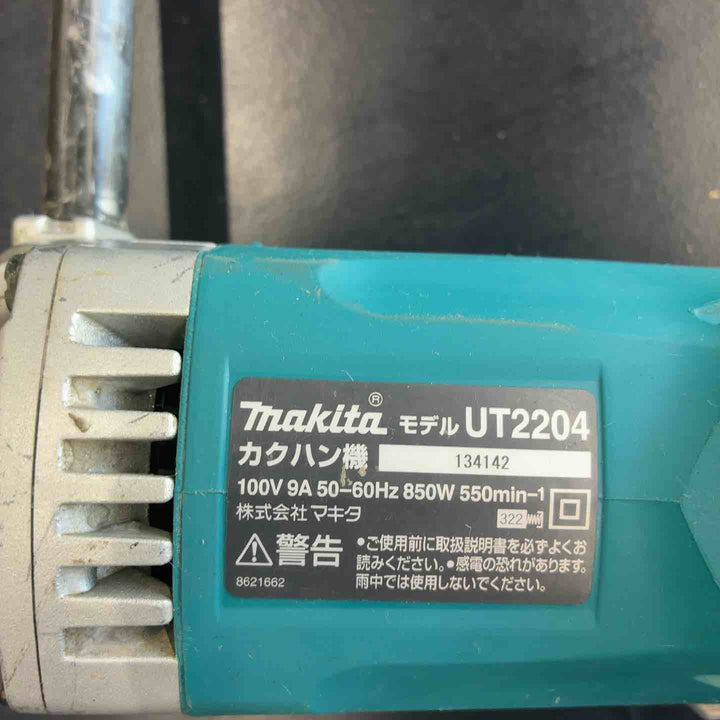 makita® モデル UT2204
カクハン機 134142
100V 9A 50-60Hz 850W 550min-1
株式会社 マキタ 322
警告 •ご使用前に取扱説明書を必ずよくお
読みください。•感電の恐れがあります。
8621662 雨中では使用しないでください。